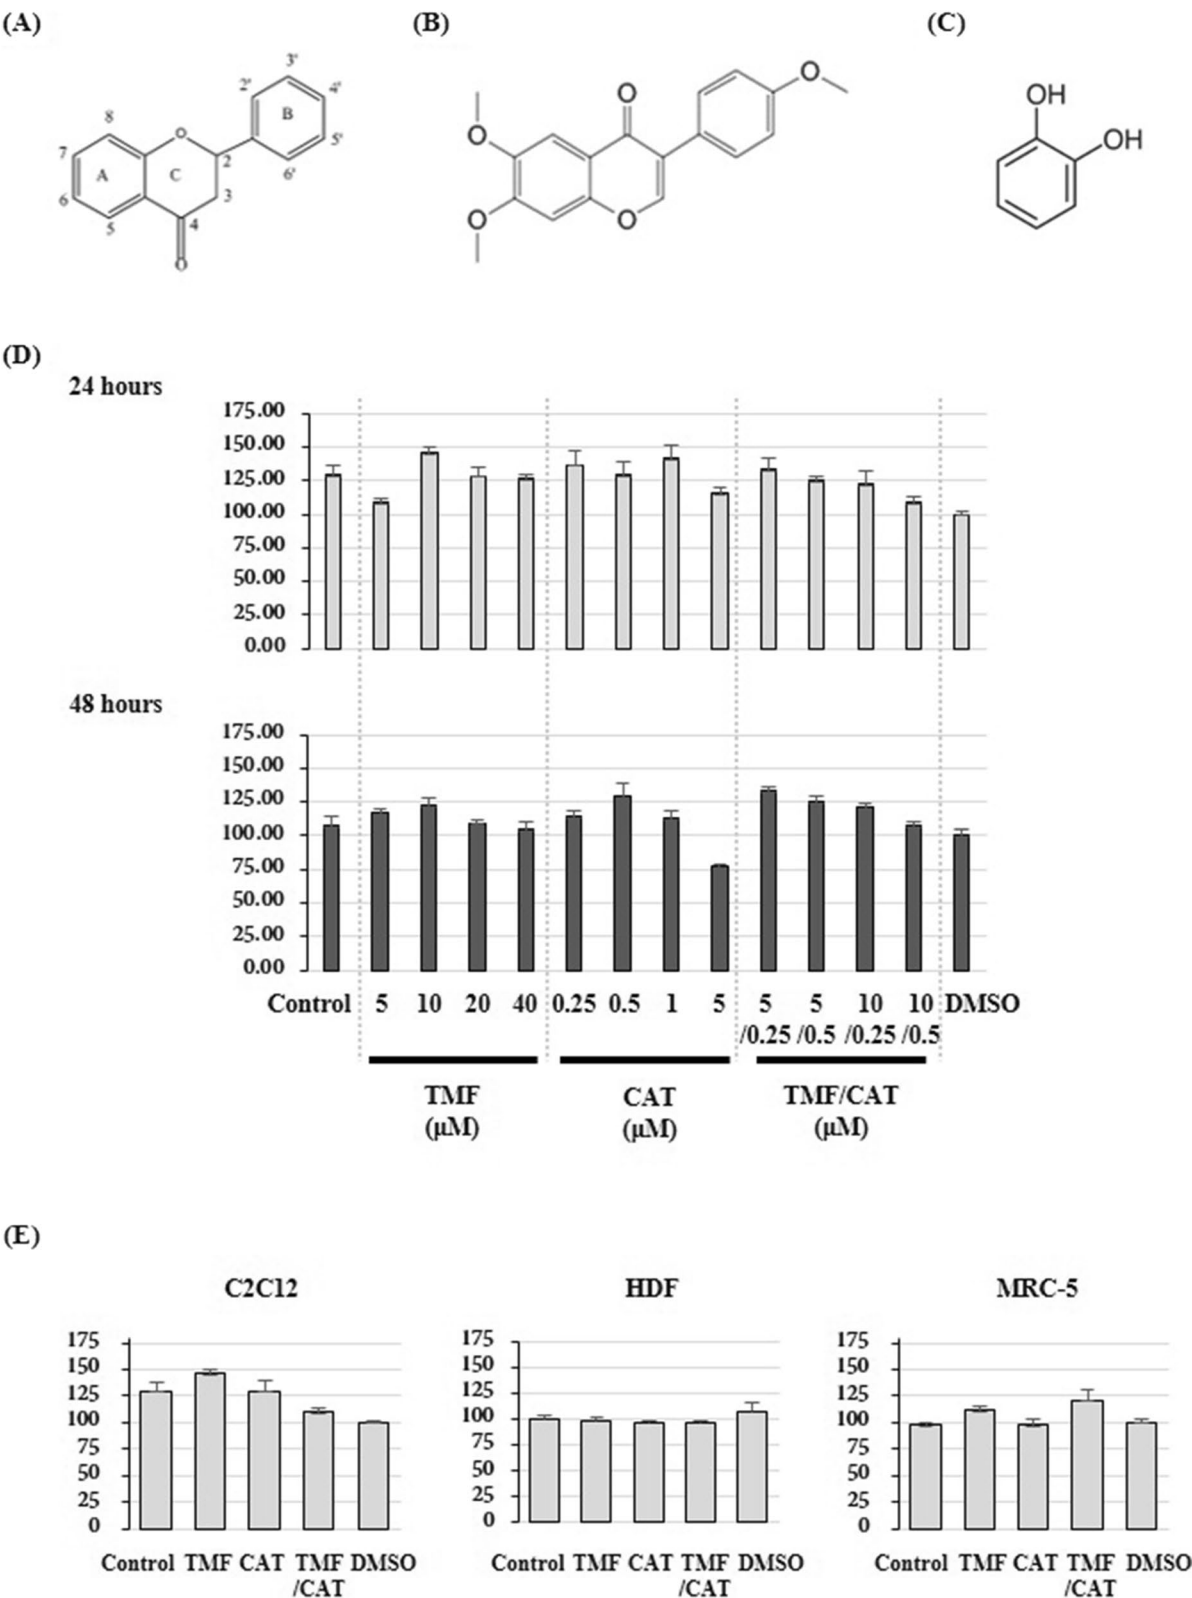 (A) (B) (C)
3'
2' 4'
B
8 5'
O
7 2 6'
A C
6 3
5 4
O
O O
O
O O
OH
OH
(D)
24 hours
175.00
150.00
125.00
100.00
75.00
50.00
25.00
0.00
48 hours
175.00
150.00
125.00
100.00
75.00
50.00
25.00
0.00
Control 5 10 20 40 0.25 0.5 1 5 5 5 10 10 DMSO
/0.25 /0.5 /0.25 /0.5
TMF CAT TMF/CAT
(μM) (μM) (μM)
(E)
C2C12 HDF MRC-5
175
150
125
100
75
50
25
0
Control TMF CAT TMF DMSO
/CAT
175
150
125
100
75
50
25
0
Control TMF CAT TMF DMSO
/CAT
175
150
125
100
75
50
25
0
Control TMF CAT TMF DMSO
/CAT